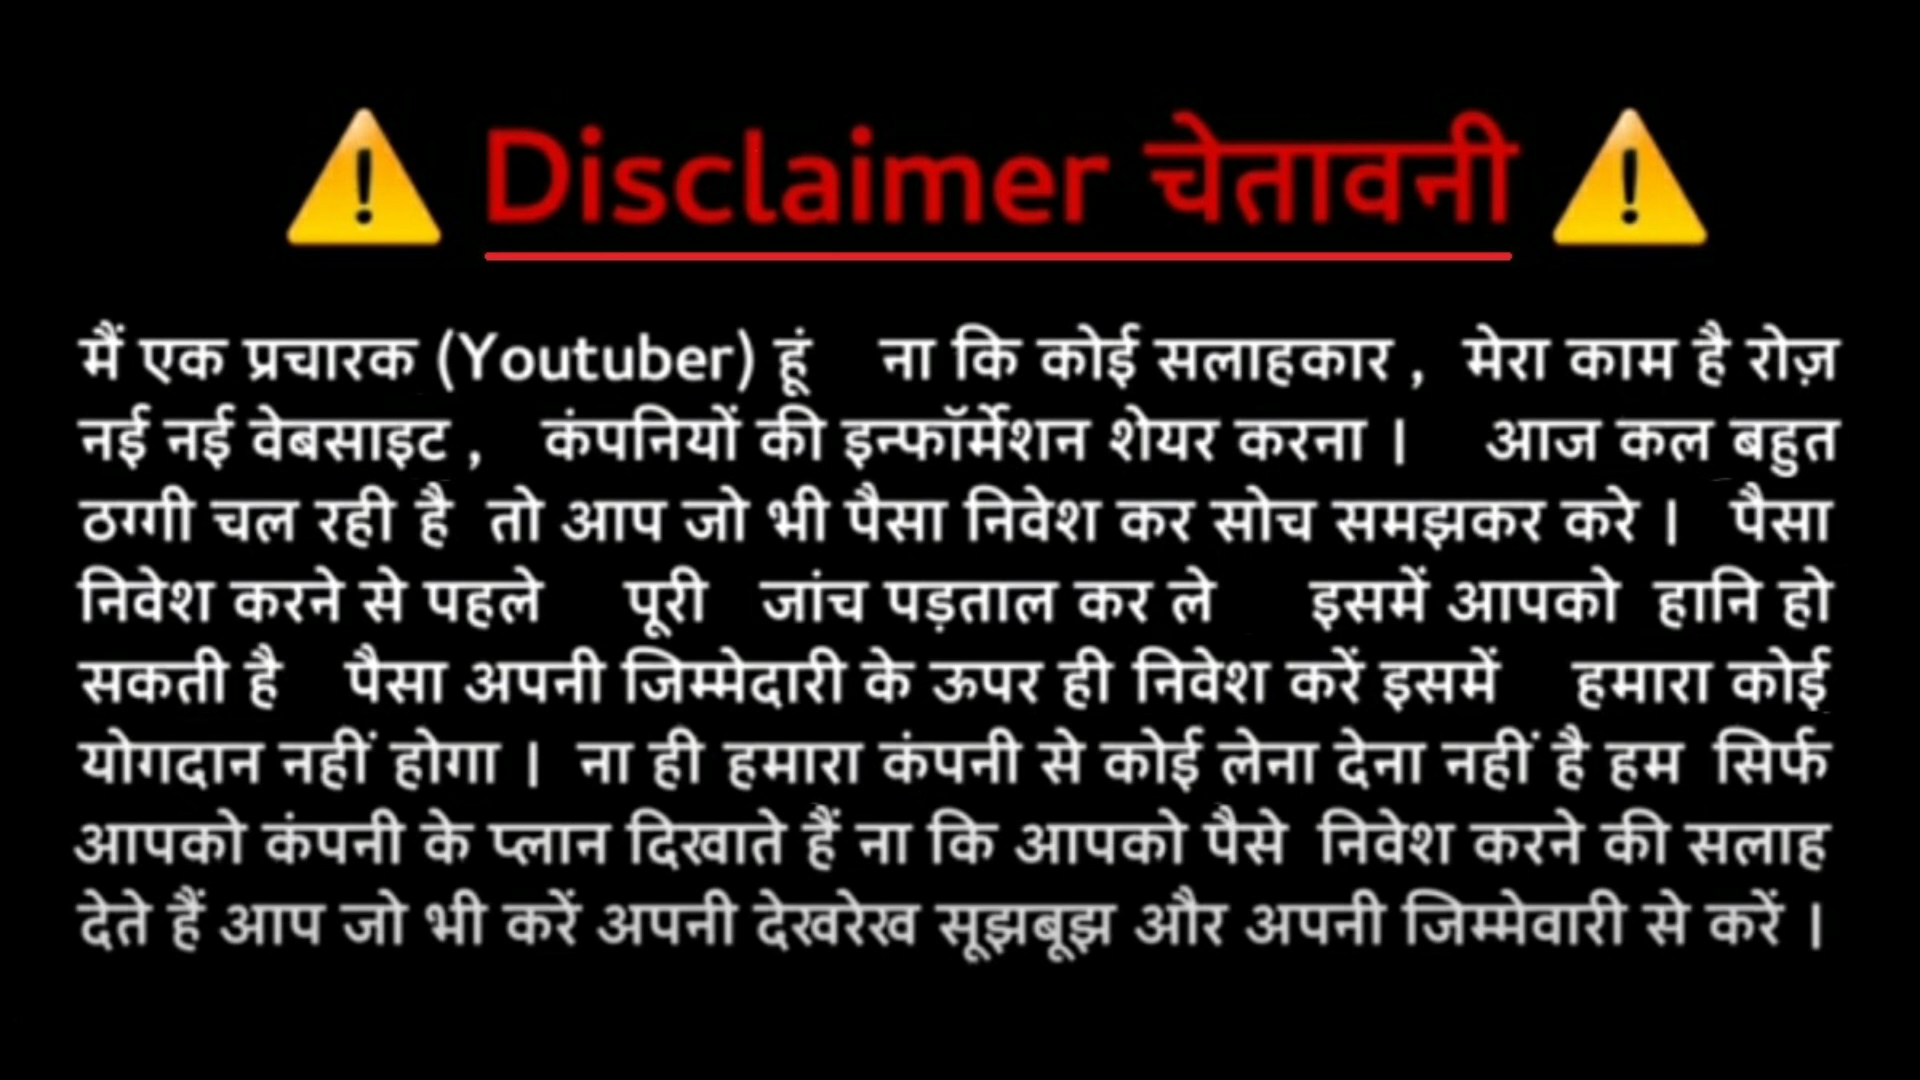 Disclaimer चेतावनी
मैं एक प्रचारक (Youtuber) हूं ना कि कोई सलाहकार , मेरा काम है रोज़
नई नई वेबसाइट , कंपनियों की इन्फॉर्मेशन शेयर करना । आज कल बहुत
ठग्गी चल रही है तो आप जो भी पैसा निवेश कर सोच समझकर करे । पैसा
निवेश करने से पहले पूरी जांच पड़ताल कर ले इसमें आपको हानि हो
सकती है पैसा अपनी जिम्मेदारी के ऊपर ही निवेश करें इसमें हमारा कोई
योगदान नहीं होगा । ना ही हमारा कंपनी से कोई लेना देना नहीं है हम सिर्फ
आपको कंपनी के प्लान दिखाते हैं ना कि आपको पैसे निवेश करने की सलाह
देते हैं आप जो भी करें अपनी देखरेख सूझबूझ और अपनी जिम्मेवारी से करें ।